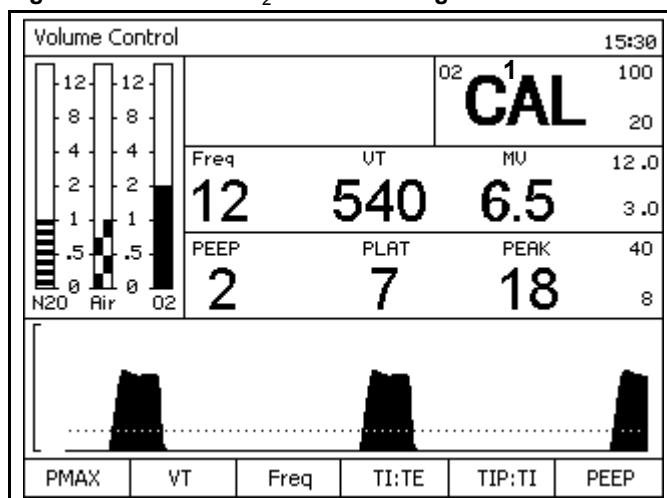 Volume Control 15:30
12 12 O2 1 CAL 100
8 8 20
4 4 Freq VT MV 12.0
2 2 12 540 6.5
1 1 3.0
.5 .5 PEEP PLAT PEAK 40
0 0 2 7 18 8
N2O Air O2
PMAX VT Freq TI:TE TIP:TI PEEP